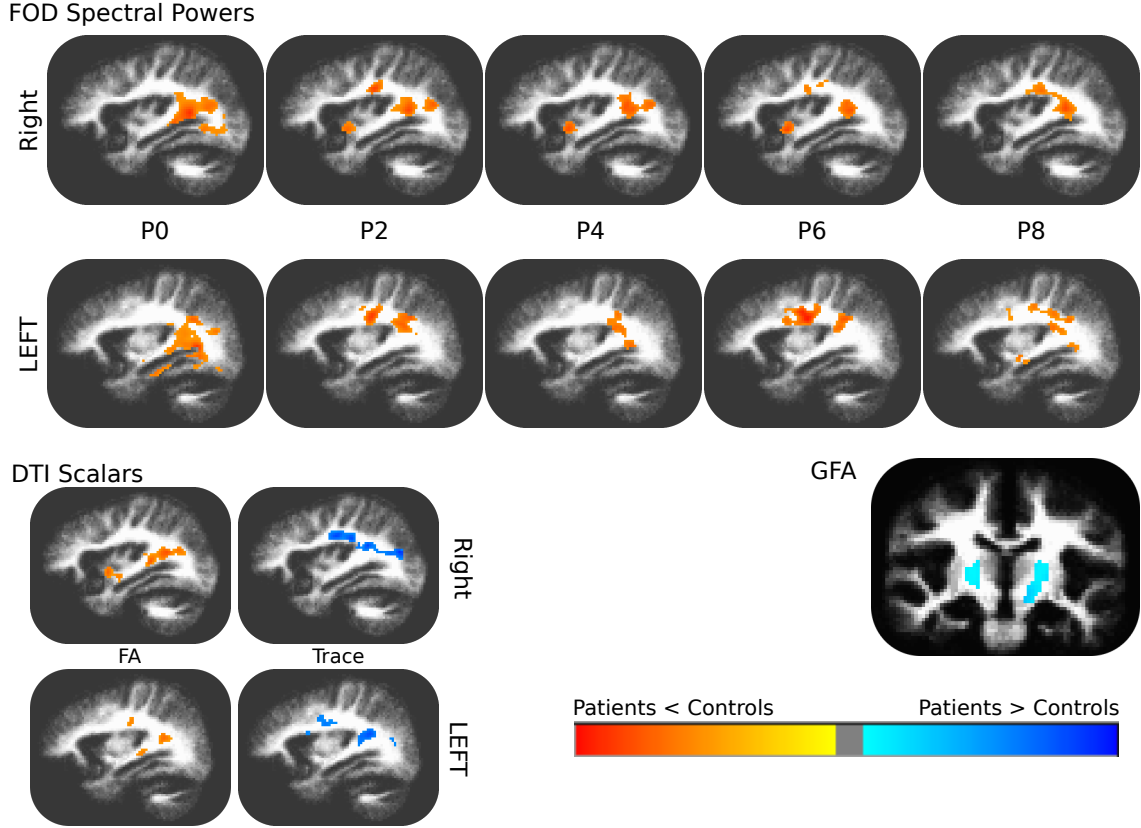 FOD Spectral Powers
Right
P0 P2 P4 P6 P8
LEFT
DTI Scalars
GFA
Right
FA Trace
LEFT
Patients < Controls Patients > Controls